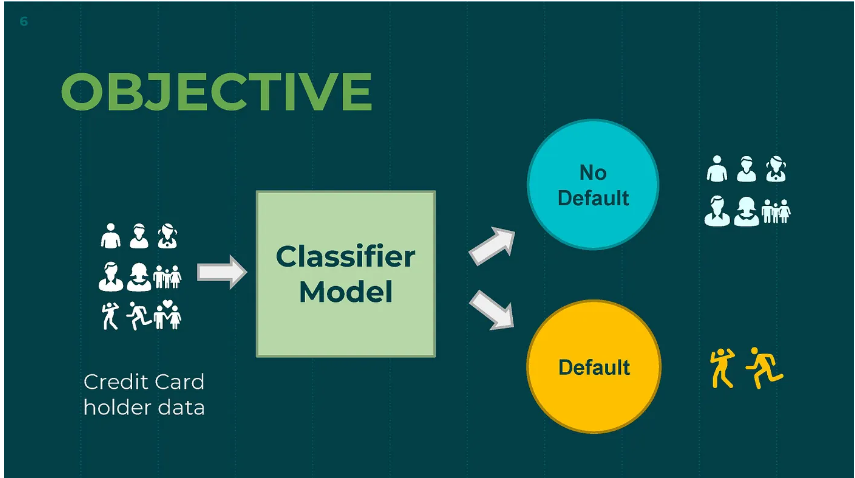 6
OBJECTIVE
No
Default
Classifier
Model
Default
Credit Card
holder data